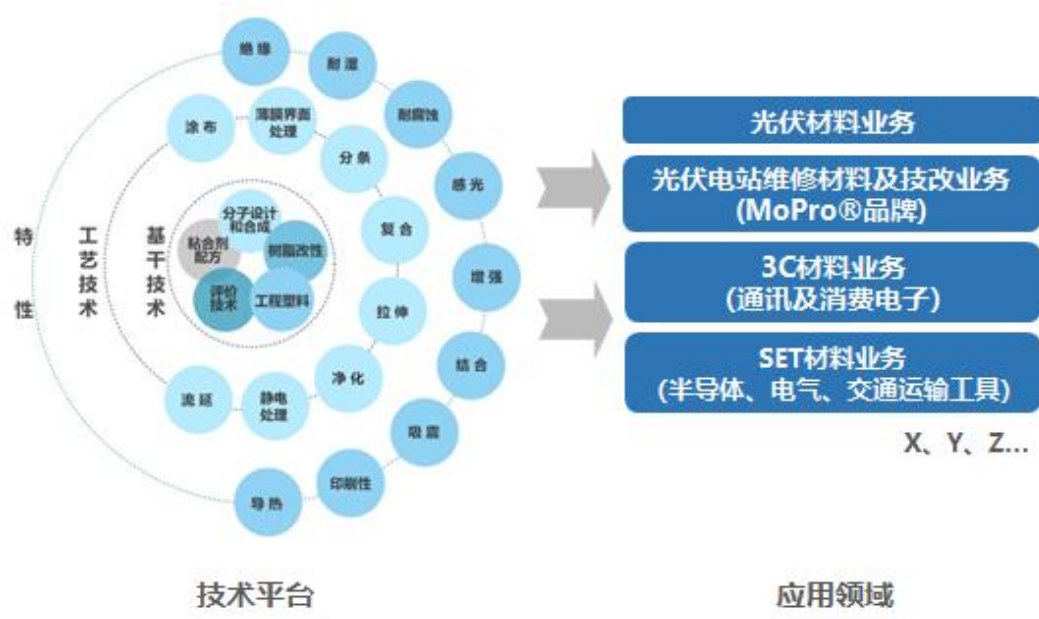 特性
工艺技术
基干技术
绝缘
耐湿
耐腐蚀
感光
增强
结合
吸震
印刷性
导热
涂布
薄膜界面
处理
分条
复合
拉伸
净化
静电
处理
流延
分子设计
和合成
粘合剂
配方
树脂改性
评价
技术
工程塑料
技术平台
光伏材料业务
光伏电站维修材料及技改业务
(MoPro®品牌)
3C材料业务
(通讯及消费电子)
SET材料业务
(半导体、电气、交通运输工具)
X、Y、Z...
应用领域